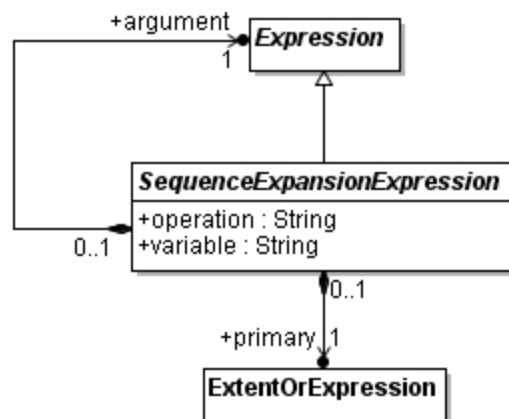 +argument
Expression
1
SequenceExpansionExpression
+operation : String
+variable : String
0..1
0..1
+primary 1
ExtentOrExpression